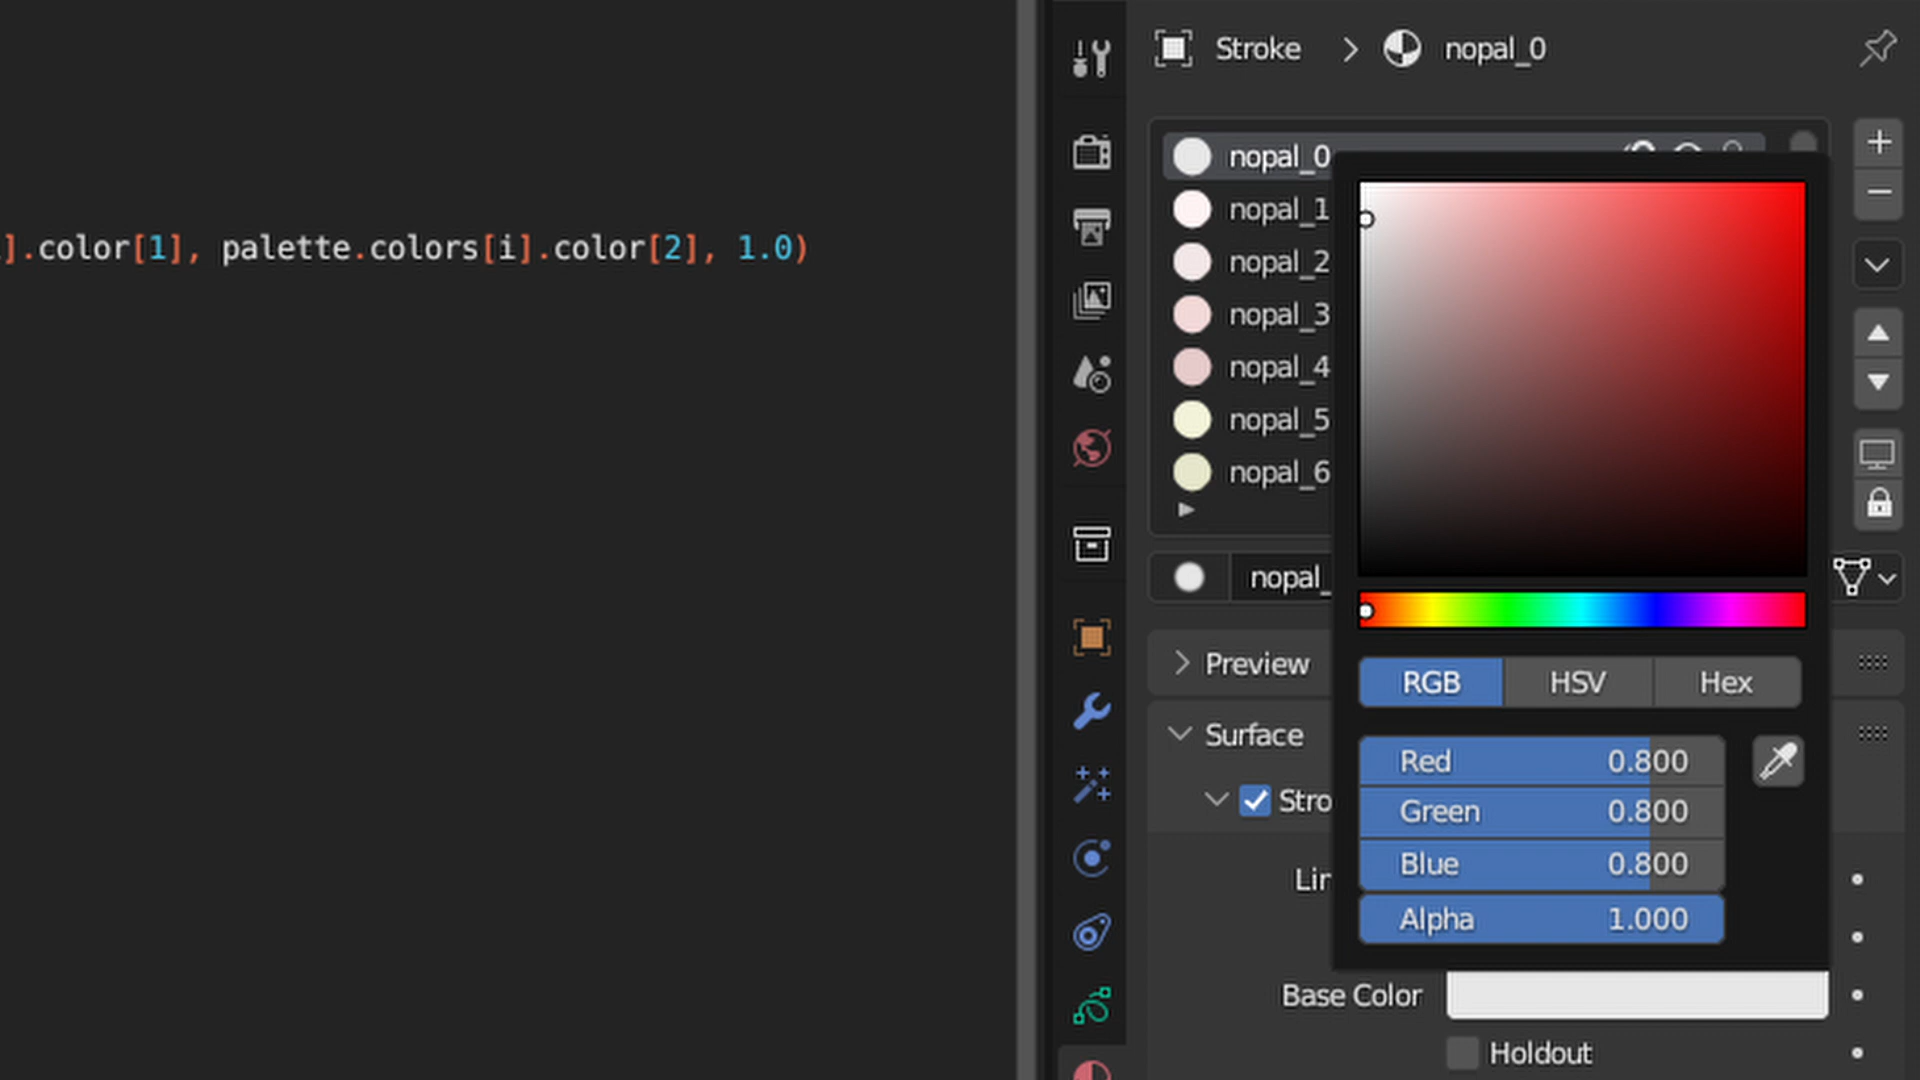 ].color[1], palette.colors[i].color[2], 1.0)
Stroke > nopal_0
nopal_0
nopal_1
nopal_2
nopal_3
nopal_4
nopal_5
nopal_6
nopal_
Preview
RGB HSV Hex
Surface
Red 0.800
Stro
Green 0.800
Blue 0.800
Lin
Alpha 1.000
Base Color
Holdout